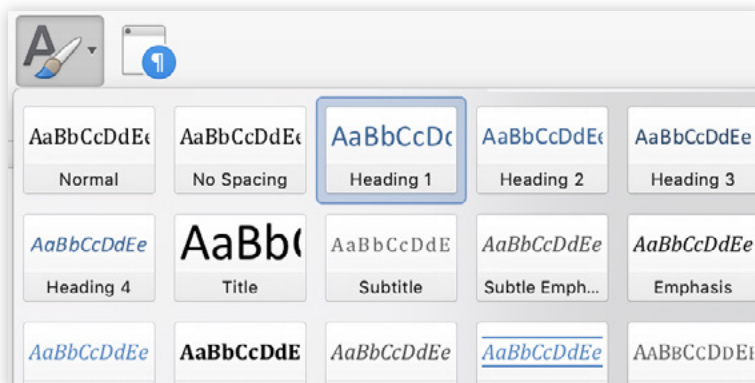 A
¶
AaBbCcDdEe AaBbCcDdEe AaBbCcDc AaBbCcDdEe AaBbCcDdEe
Normal No Spacing Heading 1 Heading 2 Heading 3
AaBbCcDdEe AaBb( AaBbCcDdE AaBbCcDdEe AaBbCcDdEe
Heading 4 Title Subtitle Subtle Emph... Emphasis
AaBbCcDdEe AaBbCcDdE AaBbCcDdEe AaBbCcDdEe AABBCCDDEE